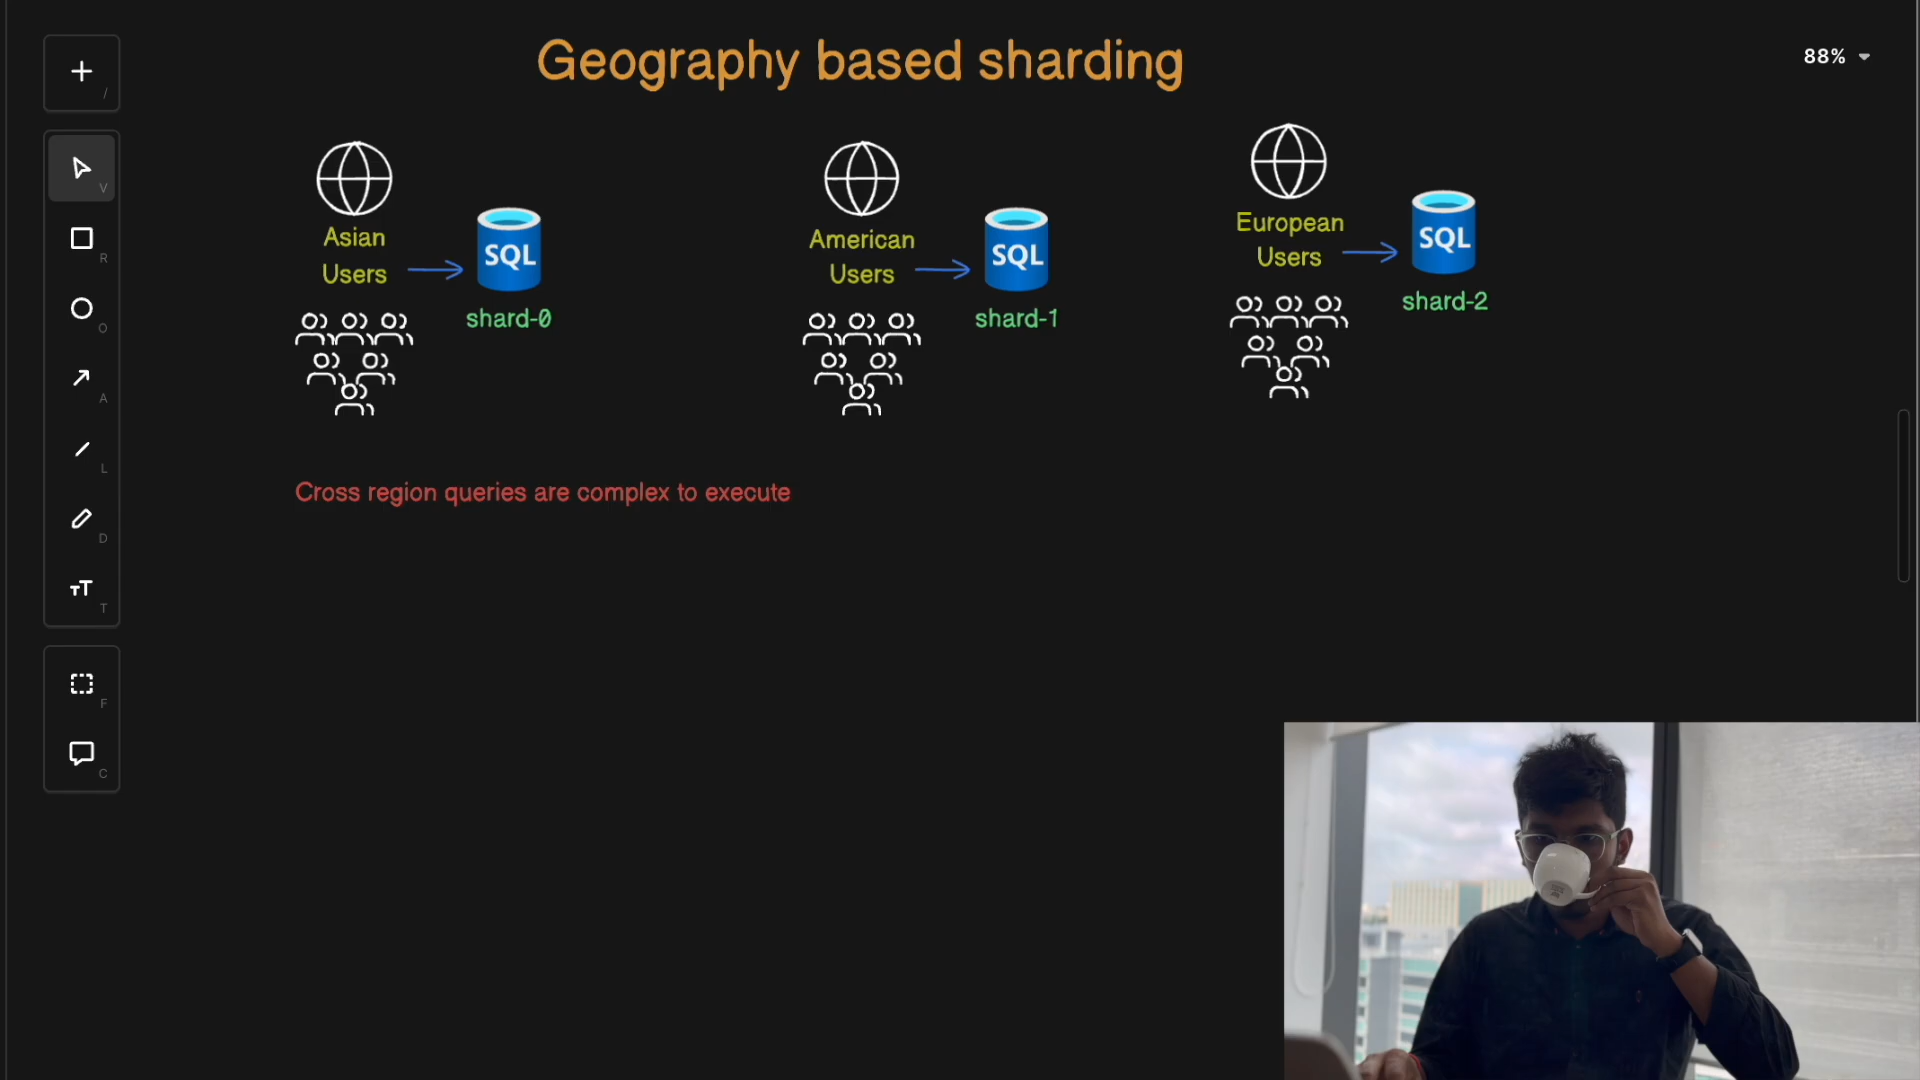 Geography based sharding
88%
/
V
R
O
A
L
D
T
F
C
Asian
Users
SQL
shard-0
American
Users
SQL
shard-1
European
Users
SQL
shard-2
Cross region queries are complex to execute